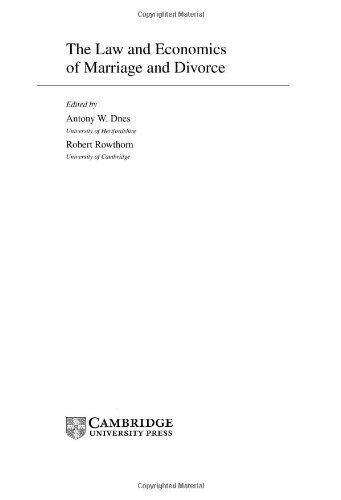 Copyrighted Material
The Law and Economics
of Marriage and Divorce
Edited by
Antony W. Dnes
University of Hertfordshire
Robert Rowthorn
University of Cambridge
CAMBRIDGE
UNIVERSITY PRESS
Copyrighted Material